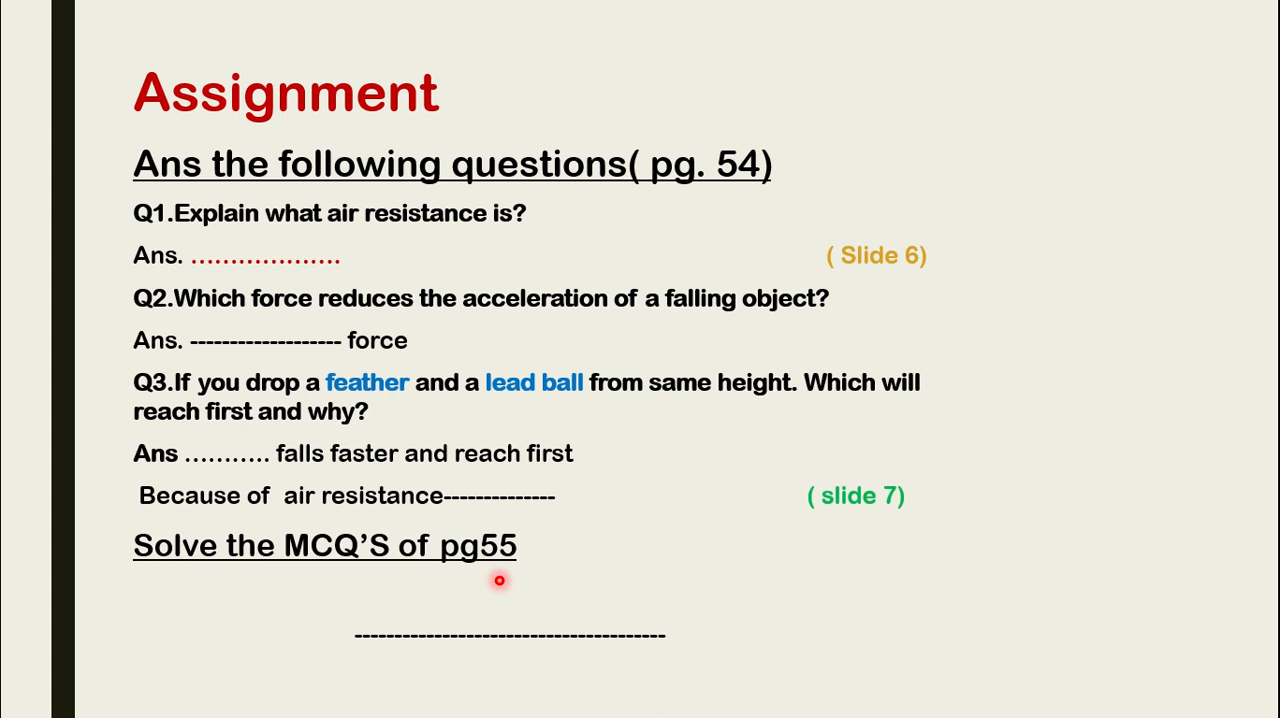 Assignment
Ans the following questions( pg. 54)
Q1.Explain what air resistance is?
Ans. ................... ( Slide 6)
Q2.Which force reduces the acceleration of a falling object?
Ans. ------------------- force
Q3.If you drop a feather and a lead ball from same height. Which will
reach first and why?
Ans ........... falls faster and reach first
Because of air resistance-------------- ( slide 7)
Solve the MCQ’S of pg55
---------------------------------------